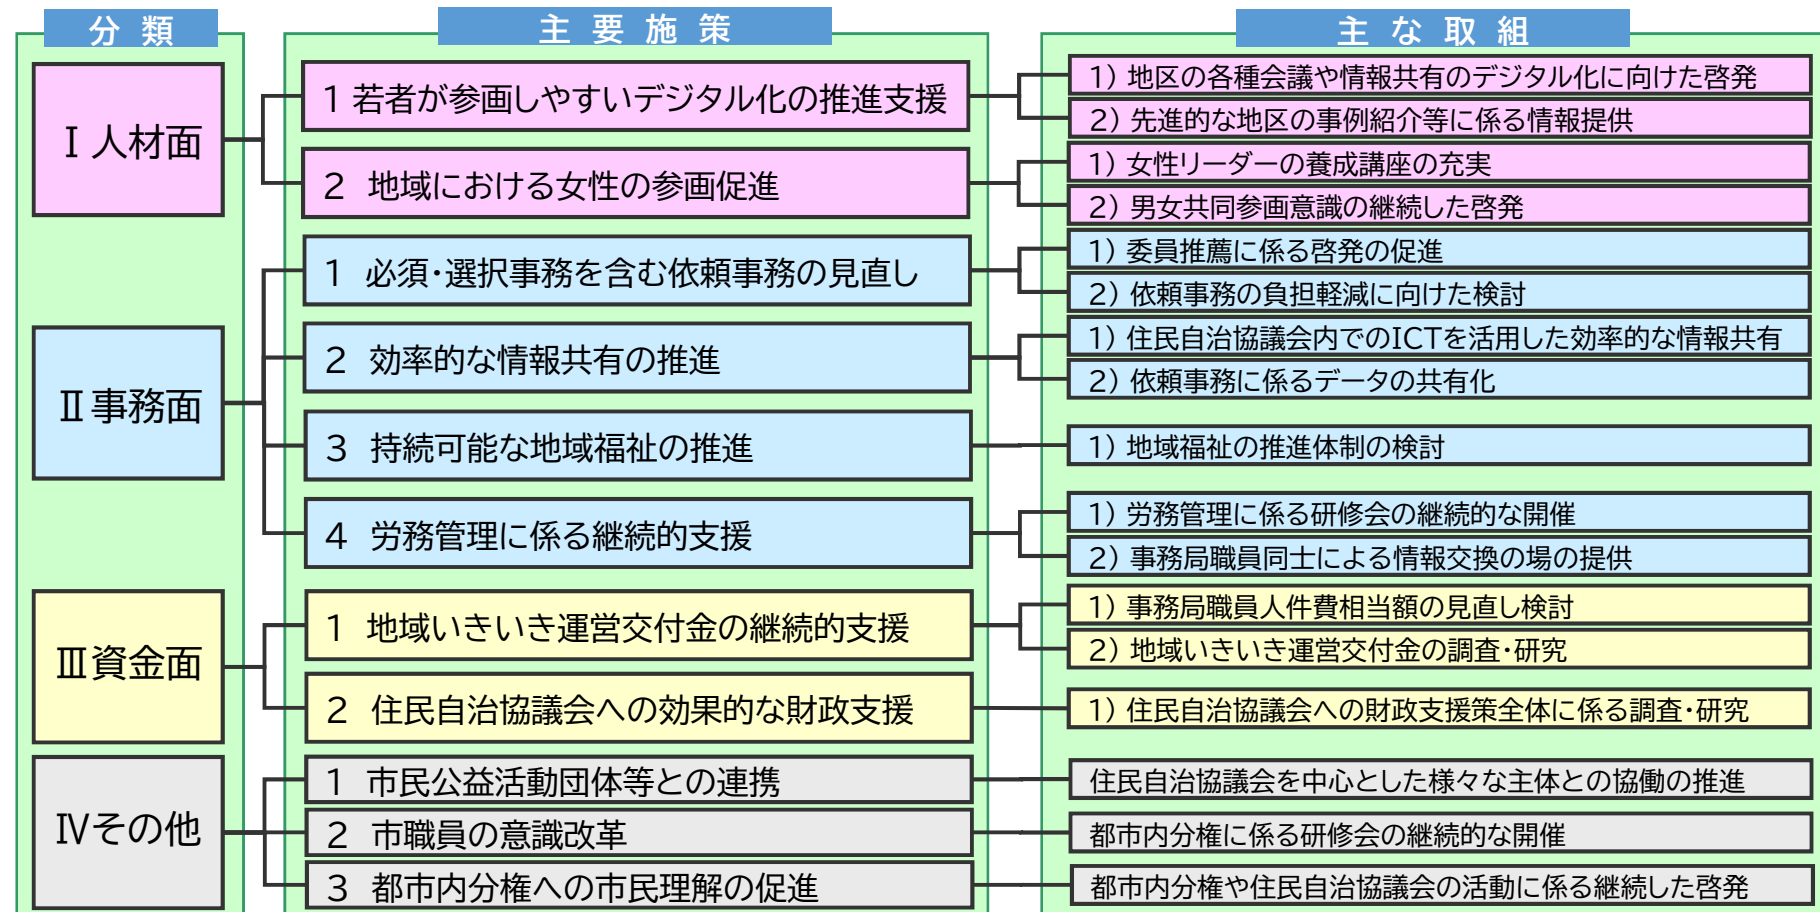 分類
主要施策
主な取組
Ⅰ人材面
1 若者が参画しやすいデジタル化の推進支援
1）地区の各種会議や情報共有のデジタル化に向けた啓発
2）先進的な地区の事例紹介等に係る情報提供
2 地域における女性の参画促進
1）女性リーダーの養成講座の充実
2）男女共同参画意識の継続した啓発
Ⅱ事務面
1 必須・選択事務を含む依頼事務の見直し
1）委員推薦に係る啓発の促進
2）依頼事務の負担軽減に向けた検討
2 効率的な情報共有の推進
1）住民自治協議会内でのICTを活用した効率的な情報共有
2）依頼事務に係るデータの共有化
3 持続可能な地域福祉の推進
1）地域福祉の推進体制の検討
4 労務管理に係る継続的支援
1）労務管理に係る研修会の継続的な開催
2）事務局職員同士による情報交換の場の提供
Ⅲ資金面
1 地域いきいき運営交付金の継続的支援
1）事務局職員人件費相当額の見直し検討
2）地域いきいき運営交付金の調査・研究
2 住民自治協議会への効果的な財政支援
1）住民自治協議会への財政支援策全体に係る調査・研究
Ⅳその他
1 市民公益活動団体等との連携
住民自治協議会を中心とした様々な主体との協働の推進
2 市職員の意識改革
都市内分権に係る研修会の継続的な開催
3 都市内分権への市民理解の促進
都市内分権や住民自治協議会の活動に係る継続した啓発